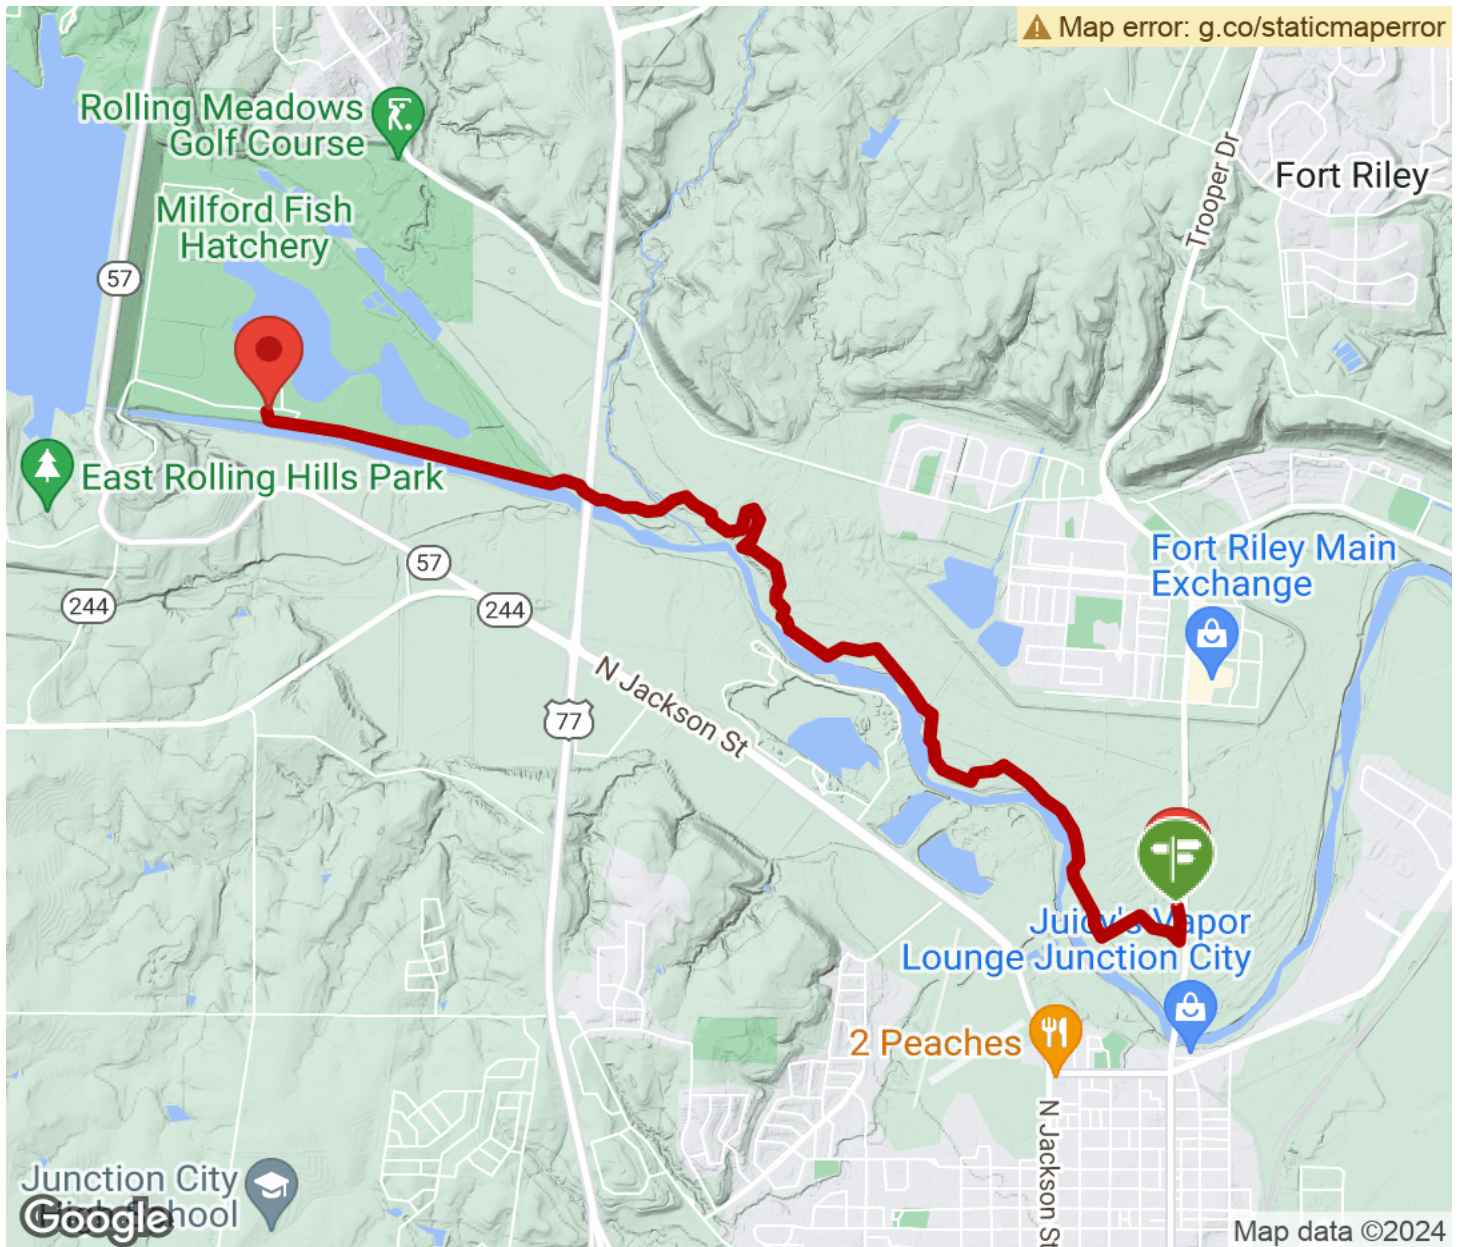 Map error: g.co/staticmaperror
Rolling Meadows
Golf Course
Trooper Dr
Fort Riley
Milford Fish
Hatchery
57
East Rolling Hills Park
57
244
244
Fort Riley Main
Exchange
N Jackson St
77
Juicy's Vapor
Lounge Junction City
2 Peaches
N Jackson St
Junction City
High School
Google
Map data ©2024